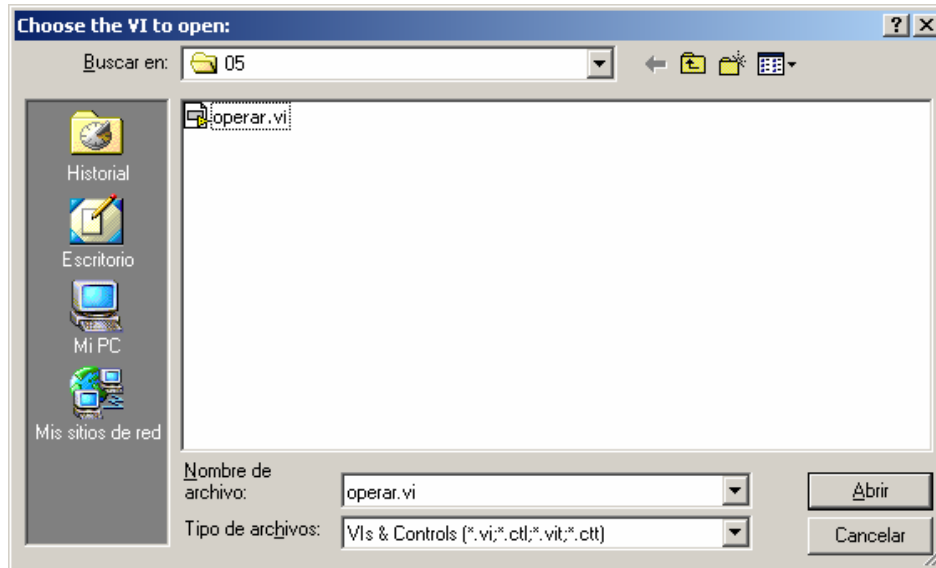 Choose the VI to open:
Buscar en: 05
operar.vi
Historial
Escritorio
Mi PC
Mis sitios de red
Nombre de
archivo: operar.vi
Abrir
Tipo de archivos: VIs & Controls (*.vi;*.ctl;*.vit;*.ctt)
Cancelar